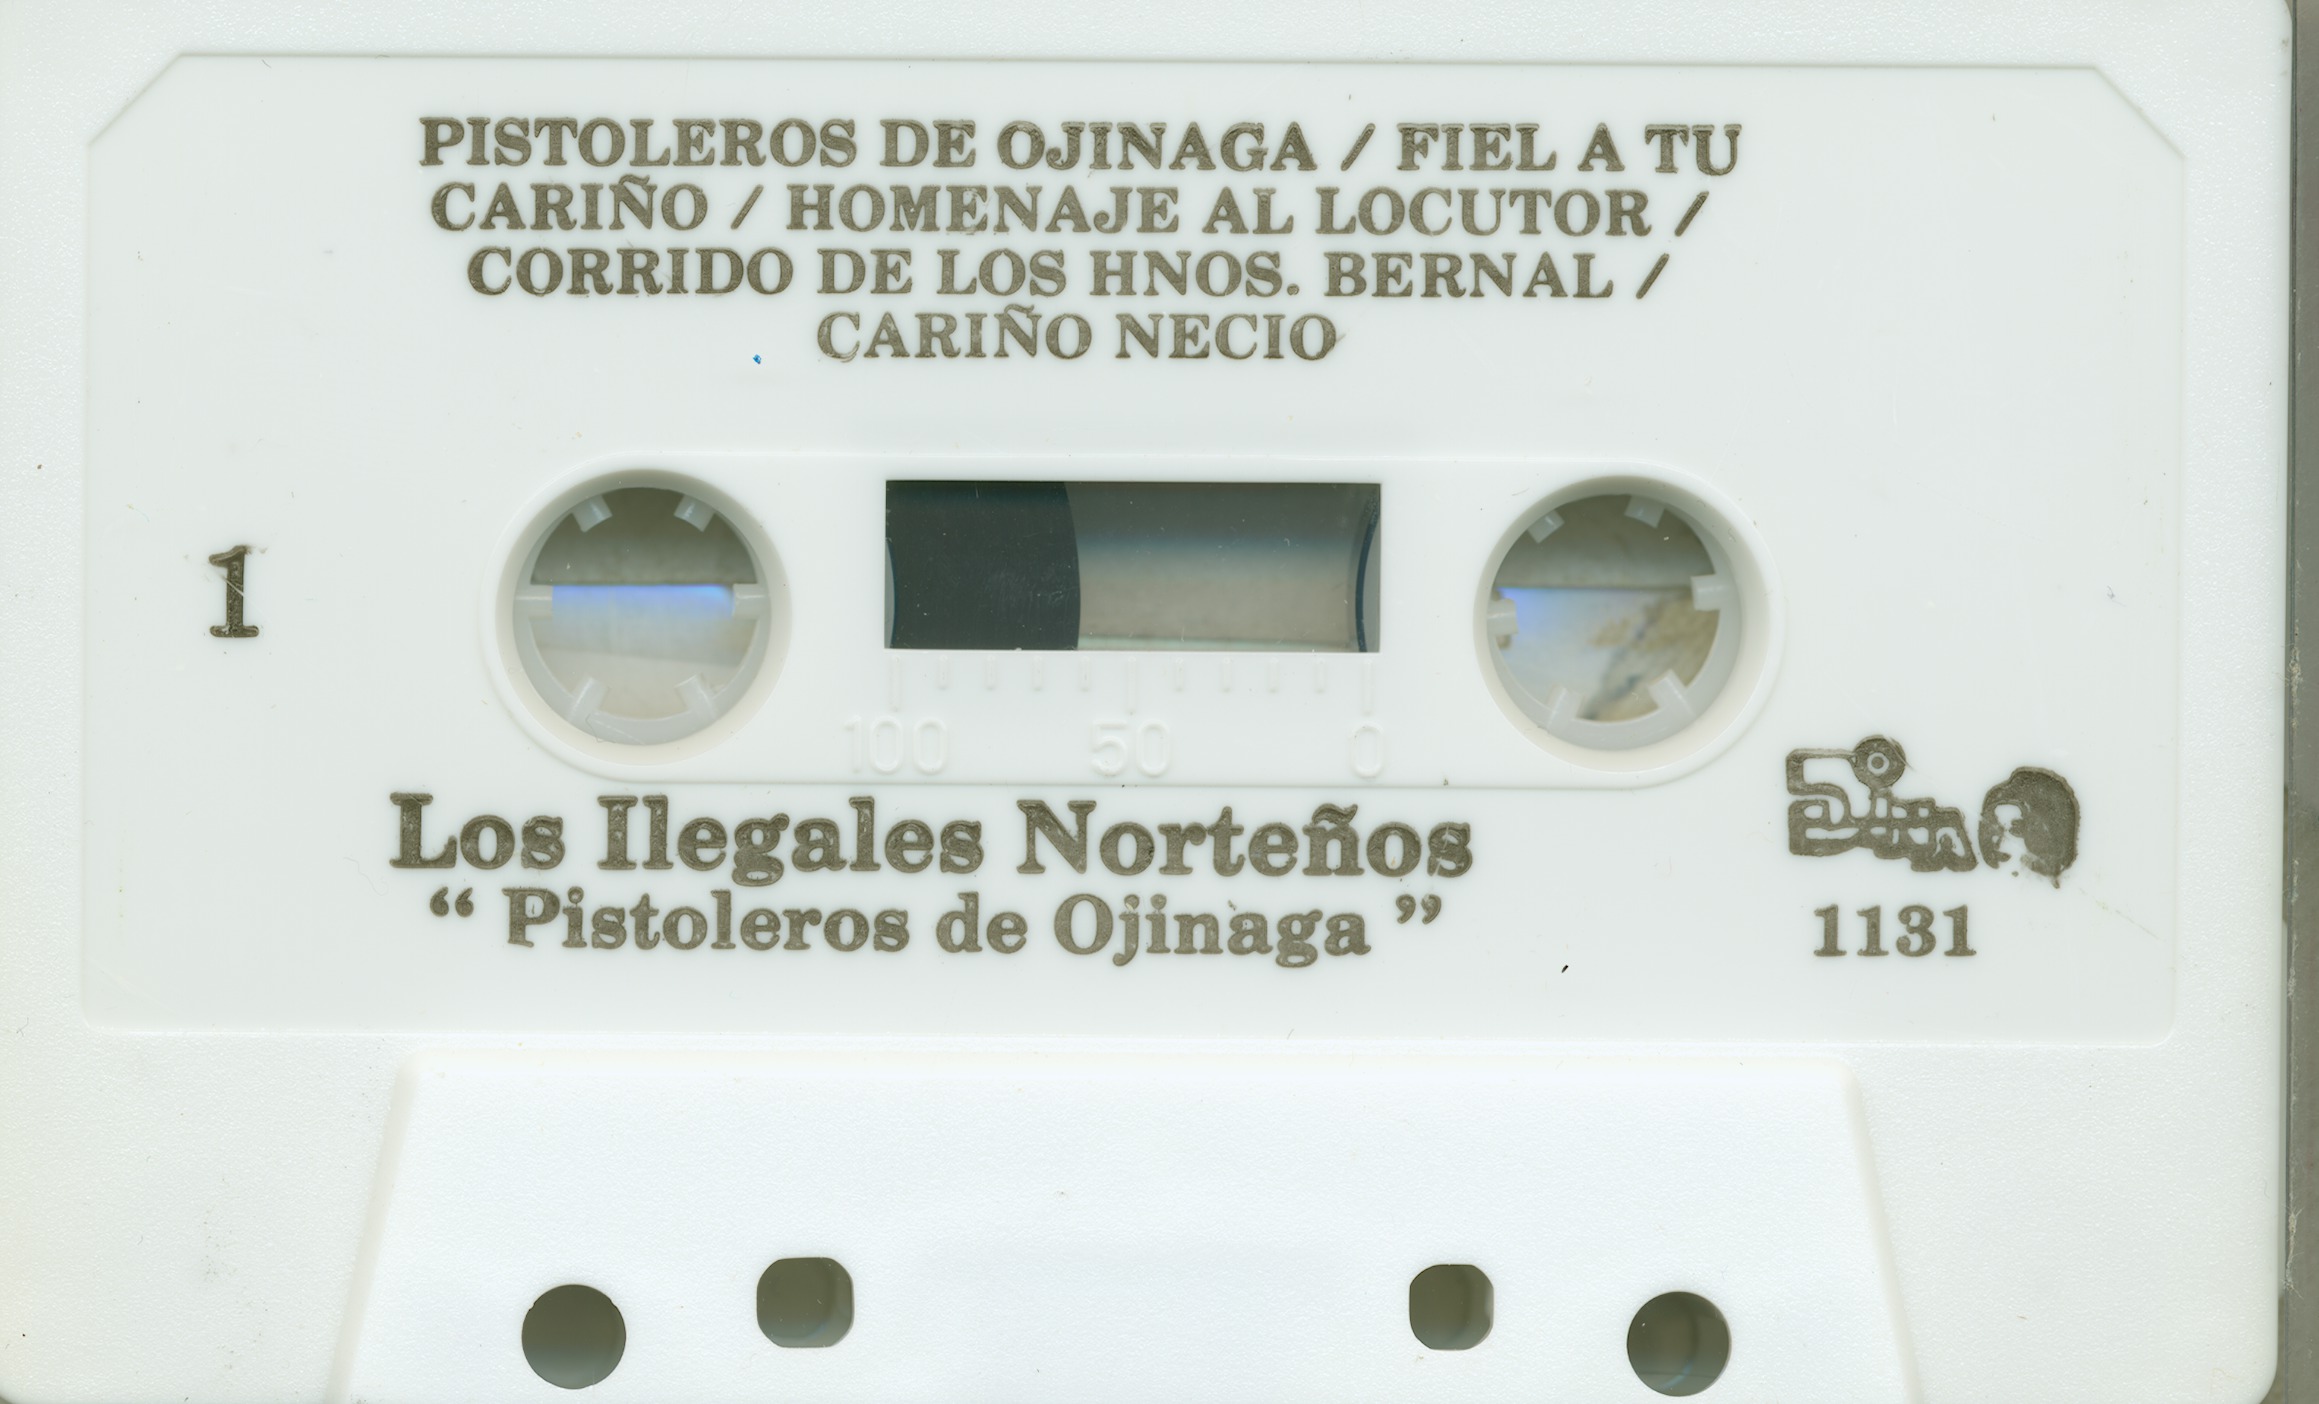 PISTOLEROS DE OJINAGA / FIEL A TU
CARIÑO / HOMENAJE AL LOCUTOR /
CORRIDO DE LOS HNOS. BERNAL /
CARIÑO NECIO
1
100 50 0
Los Ilegales Norteños
“ Pistoleros de Ojinaga ”
1131